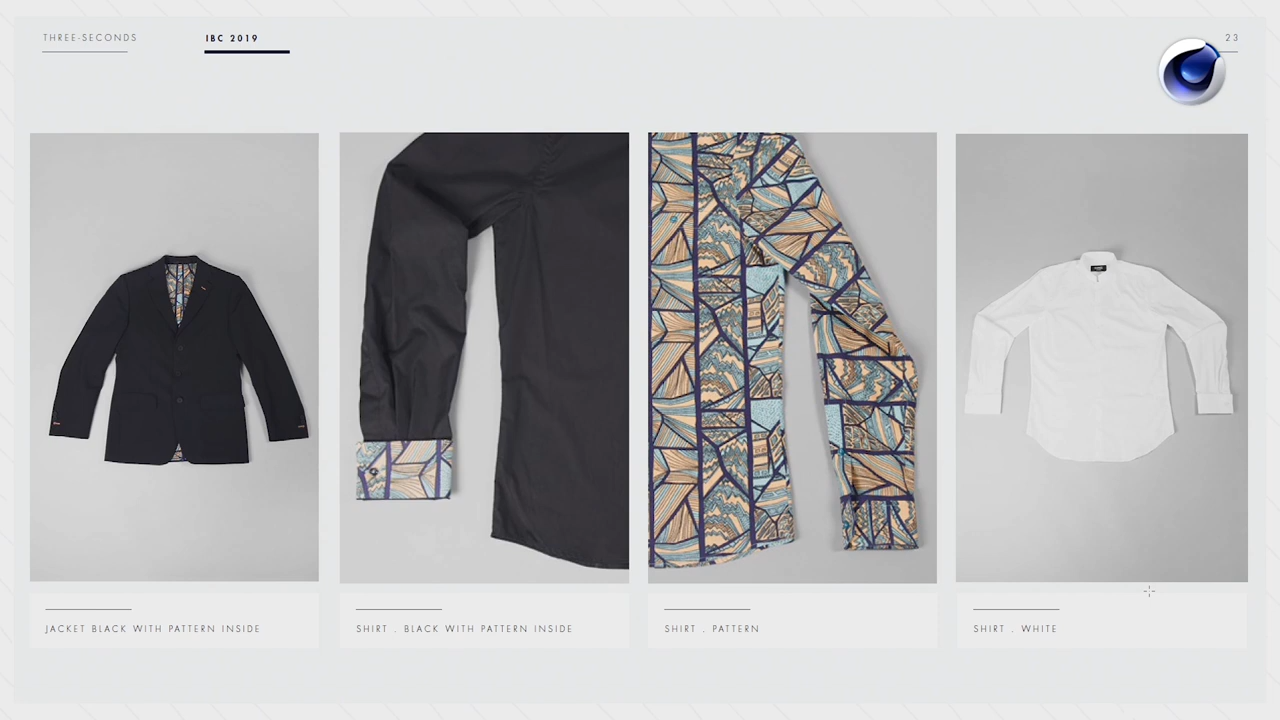 THREE-SECONDS
IBC 2019
23
JACKET BLACK WITH PATTERN INSIDE
SHIRT . BLACK WITH PATTERN INSIDE
SHIRT . PATTERN
SHIRT . WHITE